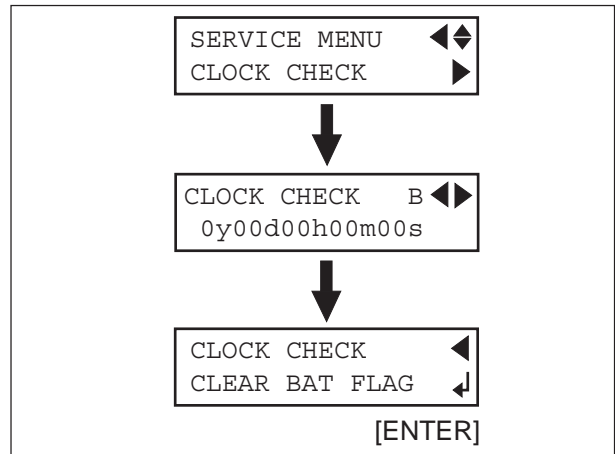 SERVICE MENU
CLOCK CHECK
CLOCK CHECK B
0y00d00h00m00s
CLOCK CHECK
CLEAR BAT FLAG
[ENTER]